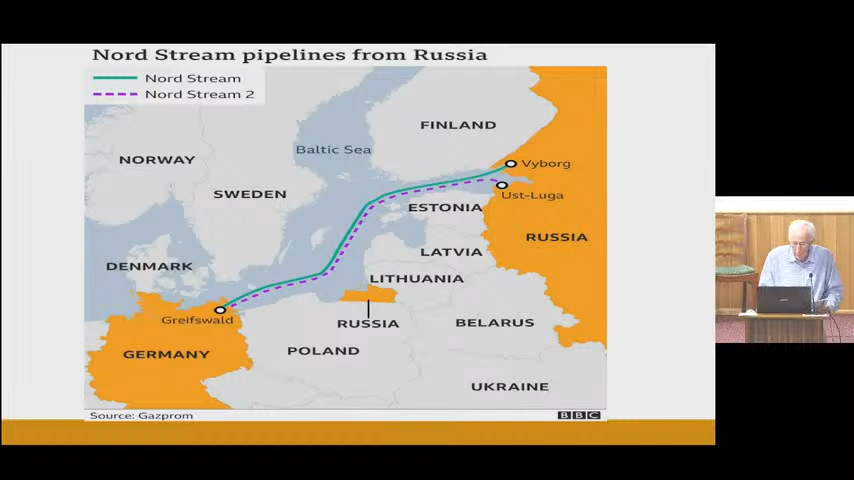 Nord Stream pipelines from Russia
Nord Stream
Nord Stream 2
FINLAND
Baltic Sea
NORWAY
Vyborg
SWEDEN
Ust-Luga
ESTONIA
RUSSIA
LATVIA
DENMARK
LITHUANIA
Greifswald
RUSSIA
BELARUS
GERMANY
POLAND
UKRAINE
Source: Gazprom
BBC